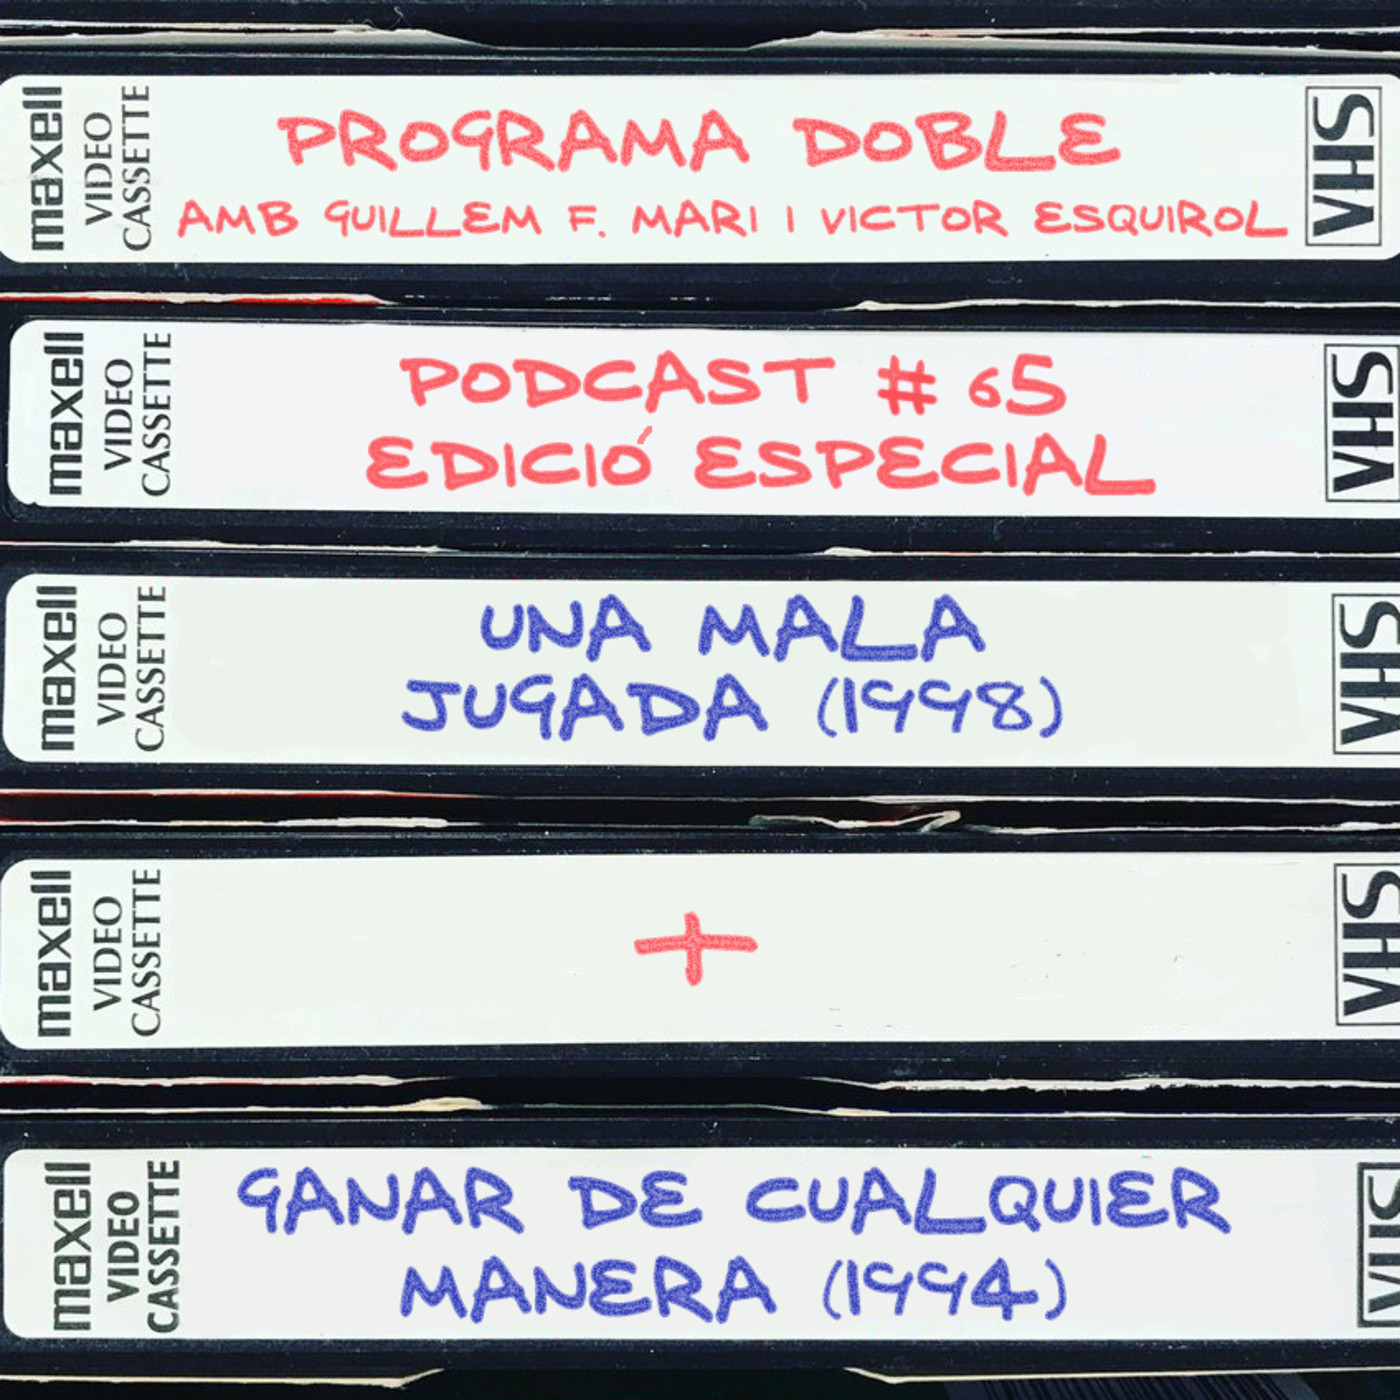 maxell
VIDEO
CASSETTE
PROGRAMA DOBLE
AMB GUILLEM F. MARI I VICTOR ESQUIROL
VHS
maxell
VIDEO
CASSETTE
PODCAST # 65
EDICIÓ ESPECIAL
VHS
maxell
VIDEO
CASSETTE
UNA MALA
JUGADA (1998)
VHS
maxell
VIDEO
CASSETTE
+
VHS
maxell
VIDEO
CASSETTE
GANAR DE CUALQUIER
MANERA (1994)
VHS